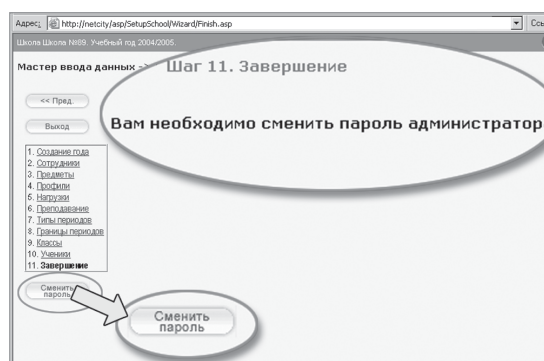 Адрес: http://netcity/asp/SetupSchool/Wizard/Finish.asp
Школа Школа №89. Учебный год 2004/2005.
Мастер ввода данных -> Шаг 11. Завершение
<< Пред.
Выход
Вам необходимо сменить пароль администратор
1. Создание года
2. Сотрудники
3. Предметы
4. Профили
5. Нагрузки
6. Преподавание
7. Типы периодов
8. Границы периодов
9. Классы
10. Ученики
11. Завершение
Сменить
пароль
Сменить
пароль